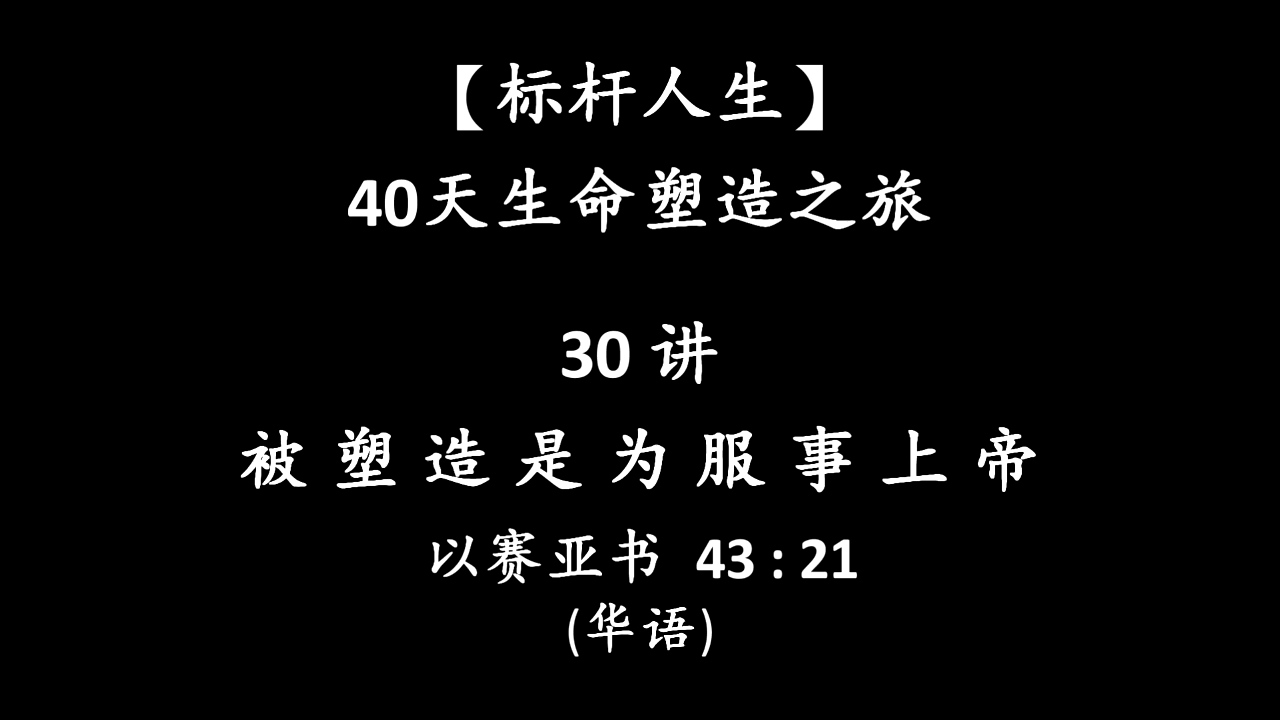 【标杆人生】
40天生命塑造之旅
30 讲
被 塑 造 是 为 服 事 上 帝
以赛亚书 43 : 21
(华语)